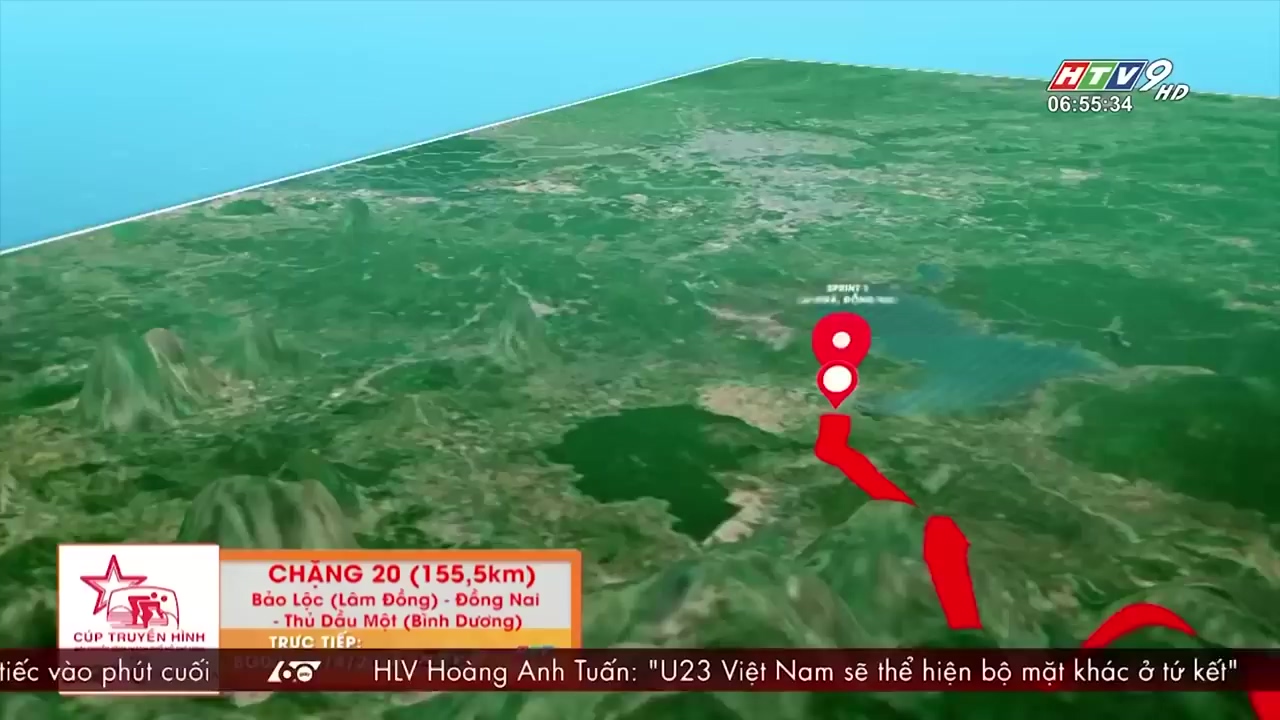 HTV9 HD
06:55:34
SPRINT 1
CHẶNG 20 (155,5km)
Bảo Lộc (Lâm Đồng) - Đồng Nai
- Thủ Dầu Một (Bình Dương)
TRỰC TIẾP:
CÚP TRUYỀN HÌNH
tiếc vào phút cuối
HLV Hoàng Anh Tuấn: "U23 Việt Nam sẽ thể hiện bộ mặt khác ở tứ kết"